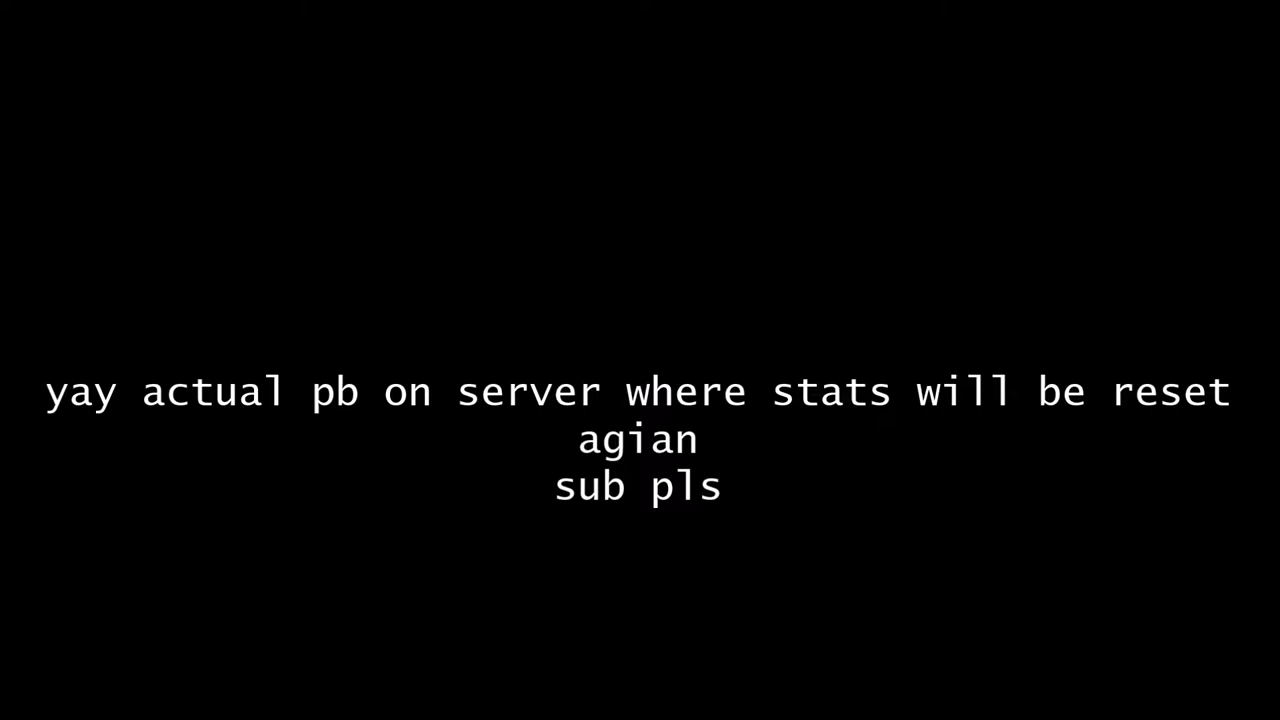 yay actual pb on server where stats will be reset
agian
sub pls